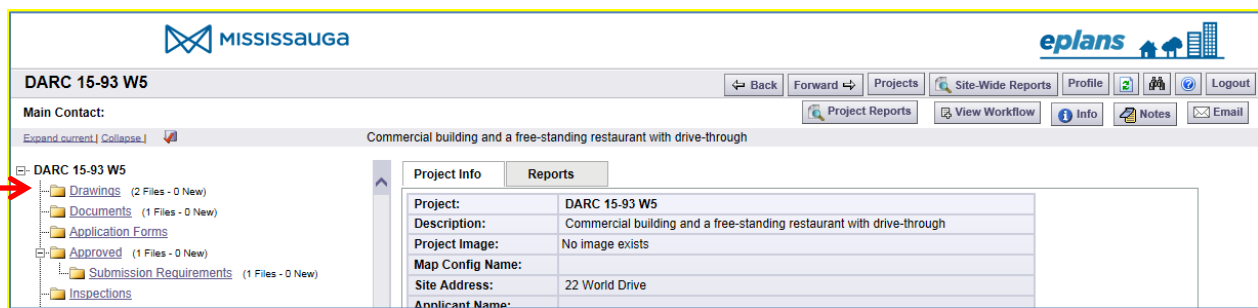 MISSISSAUGA
eplans
DARC 15-93 W5
Back Forward Projects Site-Wide Reports Profile Logout
Main Contact:
Project Reports View Workflow Info Notes Email
Expand current | Collapse |
Commercial building and a free-standing restaurant with drive-through
DARC 15-93 W5
Drawings (2 Files - 0 New)
Documents (1 Files - 0 New)
Application Forms
Approved (1 Files - 0 New)
Submission Requirements (1 Files - 0 New)
Inspections
Project Info Reports
Project: DARC 15-93 W5
Description: Commercial building and a free-standing restaurant with drive-through
Project Image: No image exists
Map Config Name:
Site Address: 22 World Drive
Applicant Name: